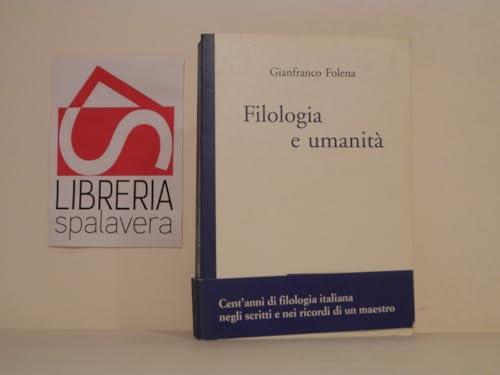 LIBRERIA
spalavera
Gianfranco Folena
Filologia
e umanità
Cent'anni di filologia italiana
negli scritti e nei ricordi di un maestro